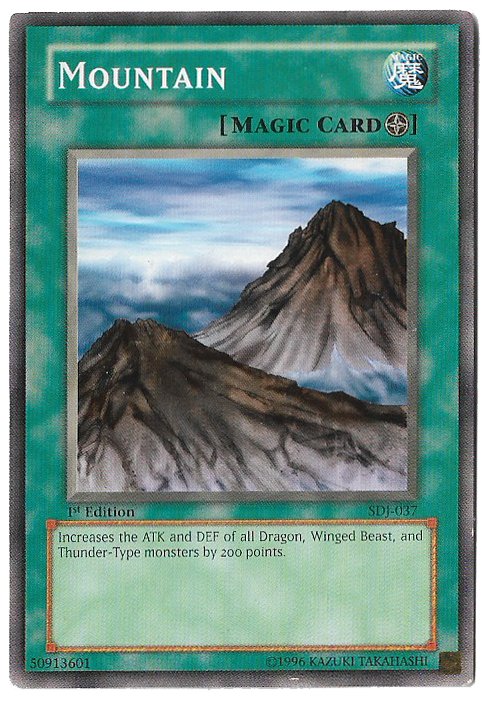 MOUNTAIN
MAGIC
魔
[MAGIC CARD]
1st Edition
SDJ-037
Increases the ATK and DEF of all Dragon, Winged Beast, and
Thunder-Type monsters by 200 points.
50913601
©1996 KAZUKI TAKAHASHI